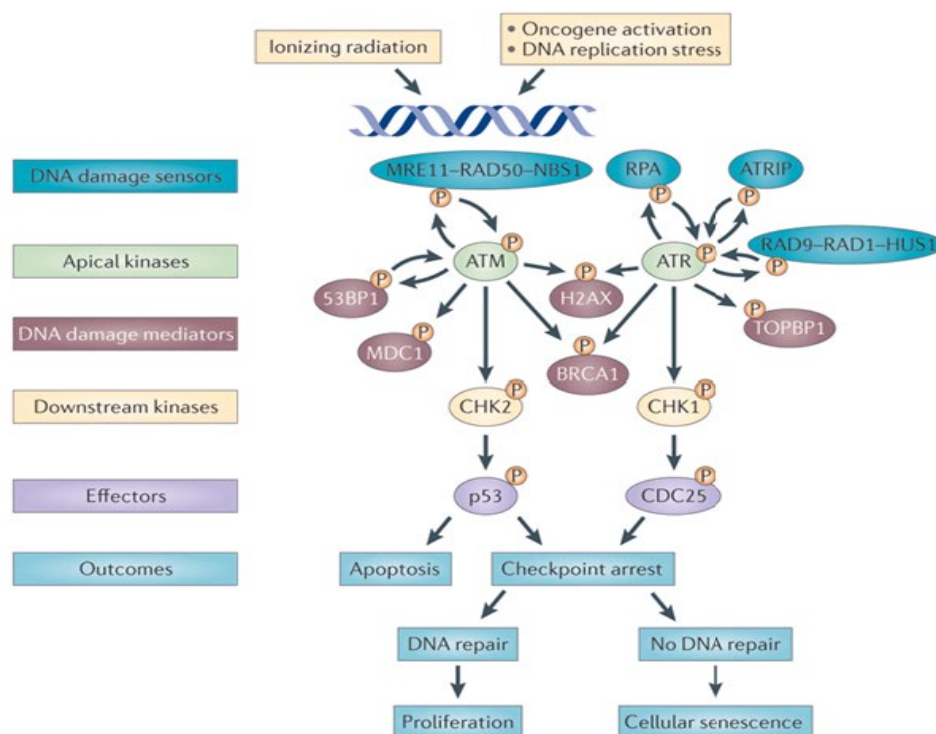 Ionizing radiation
• Oncogene activation
• DNA replication stress
DNA damage sensors
MRE11–RAD50–NBS1
RPA
ATRIP
P
P
P
RAD9–RAD1–HUS1
Apical kinases
P
ATM
ATR
P
P
53BP1
P
H2AX
P
DNA damage mediators
MDC1
P
BRCA1
P
TOPBP1
P
Downstream kinases
CHK2
P
CHK1
P
Effectors
p53
P
CDC25
P
Outcomes
Apoptosis
Checkpoint arrest
DNA repair
No DNA repair
Proliferation
Cellular senescence